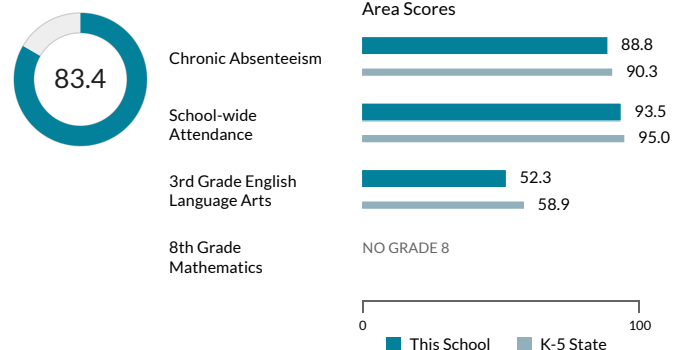 Area Scores
83.4
Chronic Absenteeism
88.8
90.3
School-wide
Attendance
93.5
95.0
3rd Grade English
Language Arts
52.3
58.9
8th Grade
Mathematics
NO GRADE 8
0
100
This School
K-5 State